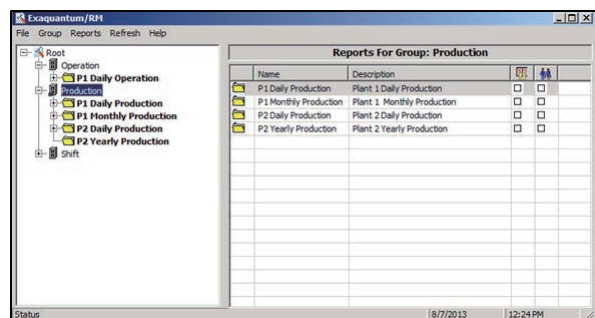 Exaquantum/RM
File Group Reports Refresh Help
Root
Operation
P1 Daily Operation
Production
P1 Daily Production
P1 Monthly Production
P2 Daily Production
P2 Yearly Production
Shift
Reports For Group: Production
Name Description
P1 Daily Production Plant 1 Daily Production
P1 Monthly Production Plant 1 Monthly Production
P2 Daily Production Plant 2 Daily Production
P2 Yearly Production Plant 2 Yearly Production
Status 8/7/2013 12:24 PM